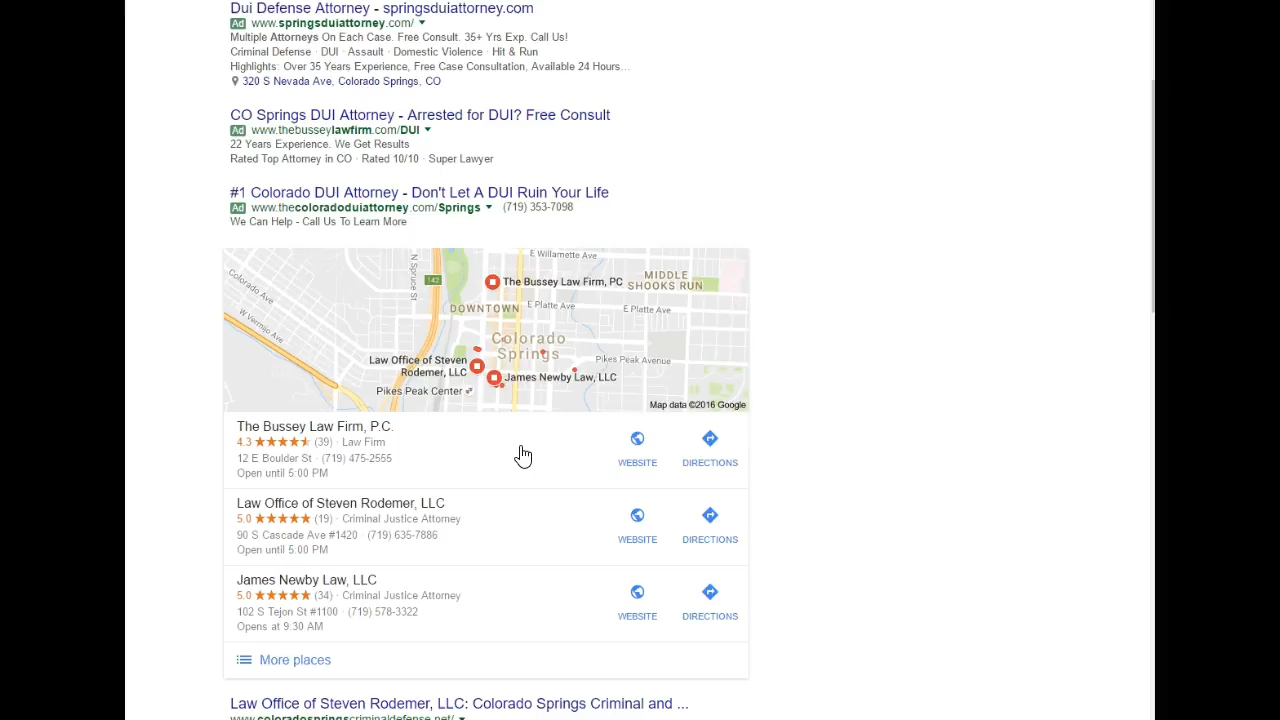 Dui Defense Attorney - springsduiattorney.com
Ad www.springsduiattorney.com/
Multiple Attorneys On Each Case. Free Consult. 35+ Yrs Exp. Call Us!
Criminal Defense · DUI · Assault · Domestic Violence · Hit & Run
Highlights: Over 35 Years Experience, Free Case Consultation, Available 24 Hours...
320 S Nevada Ave, Colorado Springs, CO
CO Springs DUI Attorney - Arrested for DUI? Free Consult
Ad www.thebusseylawfirm.com/DUI
22 Years Experience. We Get Results
Rated Top Attorney in CO · Rated 10/10 · Super Lawyer
#1 Colorado DUI Attorney - Don't Let A DUI Ruin Your Life
Ad www.thecoloradoduiattorney.com/Springs (719) 353-7098
We Can Help - Call Us To Learn More
E Willamette Ave
N Spruce St
Colorado Ave
142
The Bussey Law Firm, PC
MIDDLE
SHOOKS RUN
DOWNTOWN
E Platte Ave
E Platte Ave
W Vermijo Ave
Colorado
Springs
Law Office of Steven
Rodemer, LLC
Pikes Peak Avenue
James Newby Law, LLC
Pikes Peak Center
Map data ©2016 Google
The Bussey Law Firm, P.C.
4.3 (39) · Law Firm
12 E Boulder St · (719) 475-2555
Open until 5:00 PM
WEBSITE
DIRECTIONS
Law Office of Steven Rodemer, LLC
5.0 (19) · Criminal Justice Attorney
90 S Cascade Ave #1420 · (719) 635-7886
Open until 5:00 PM
WEBSITE
DIRECTIONS
James Newby Law, LLC
5.0 (34) · Criminal Justice Attorney
102 S Tejon St #1100 · (719) 578-3322
Opens at 9:30 AM
WEBSITE
DIRECTIONS
More places
Law Office of Steven Rodemer, LLC: Colorado Springs Criminal and ...
www.coloradospringscriminaldefense.net/